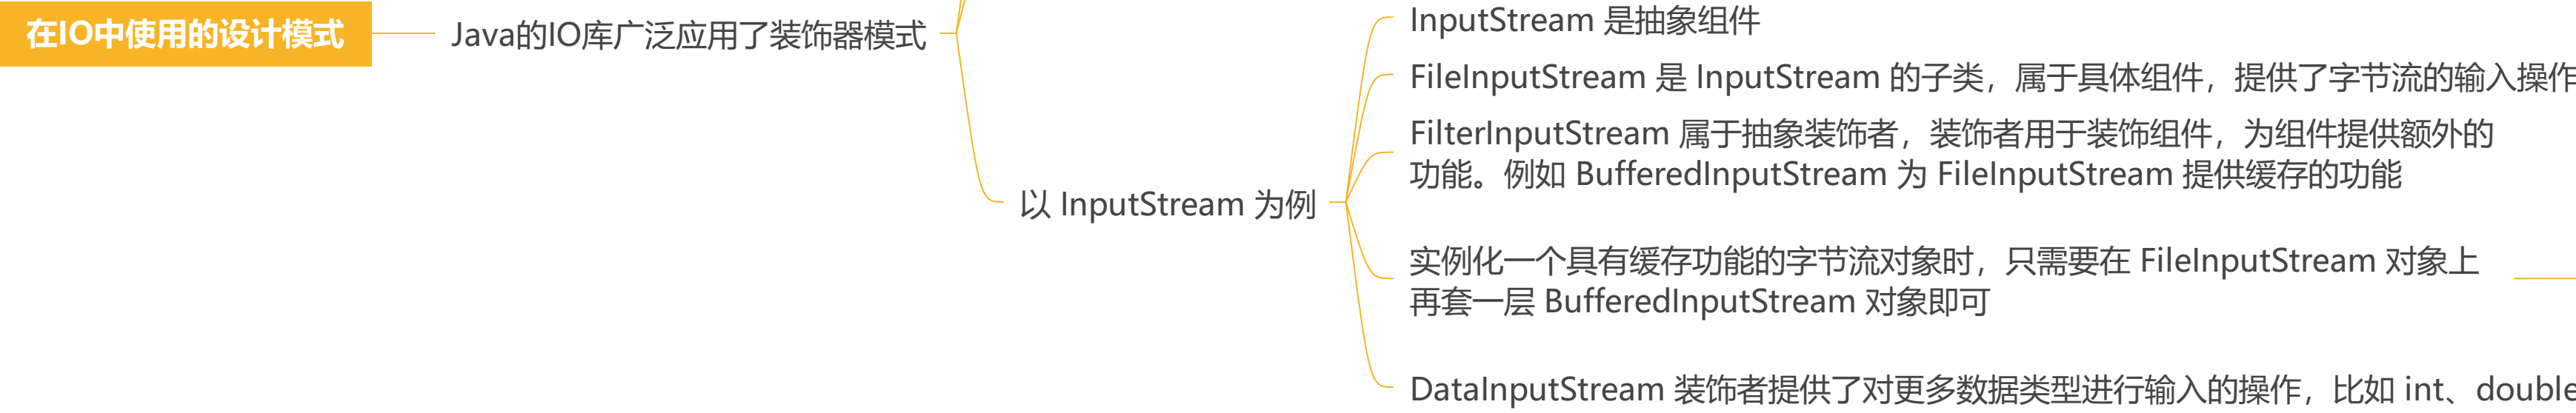 在IO中使用的设计模式
Java的IO库广泛应用了装饰器模式
以 InputStream 为例
InputStream 是抽象组件
FileInputStream 是 InputStream 的子类，属于具体组件，提供了字节流的输入操作
FilterInputStream 属于抽象装饰者，装饰者用于装饰组件，为组件提供额外的
功能。例如 BufferedInputStream 为 FileInputStream 提供缓存的功能
实例化一个具有缓存功能的字节流对象时，只需要在 FileInputStream 对象上
再套一层 BufferedInputStream 对象即可
DataInputStream 装饰者提供了对更多数据类型进行输入的操作，比如 int、double